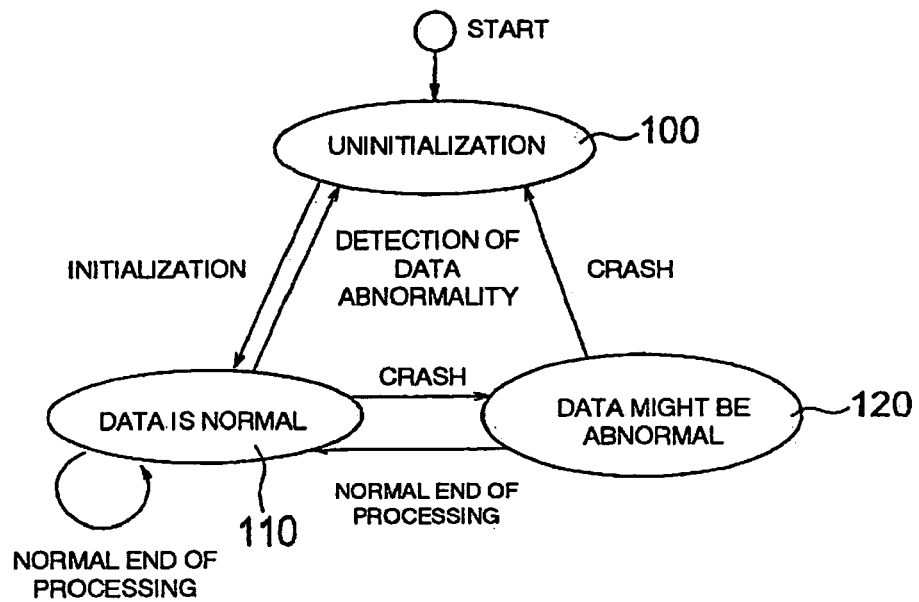 START
UNINITIALIZATION
100
INITIALIZATION
DETECTION OF
DATA
ABNORMALITY
CRASH
DATA IS NORMAL
CRASH
DATA MIGHT BE
ABNORMAL
120
110
NORMAL END OF
PROCESSING
NORMAL END OF
PROCESSING